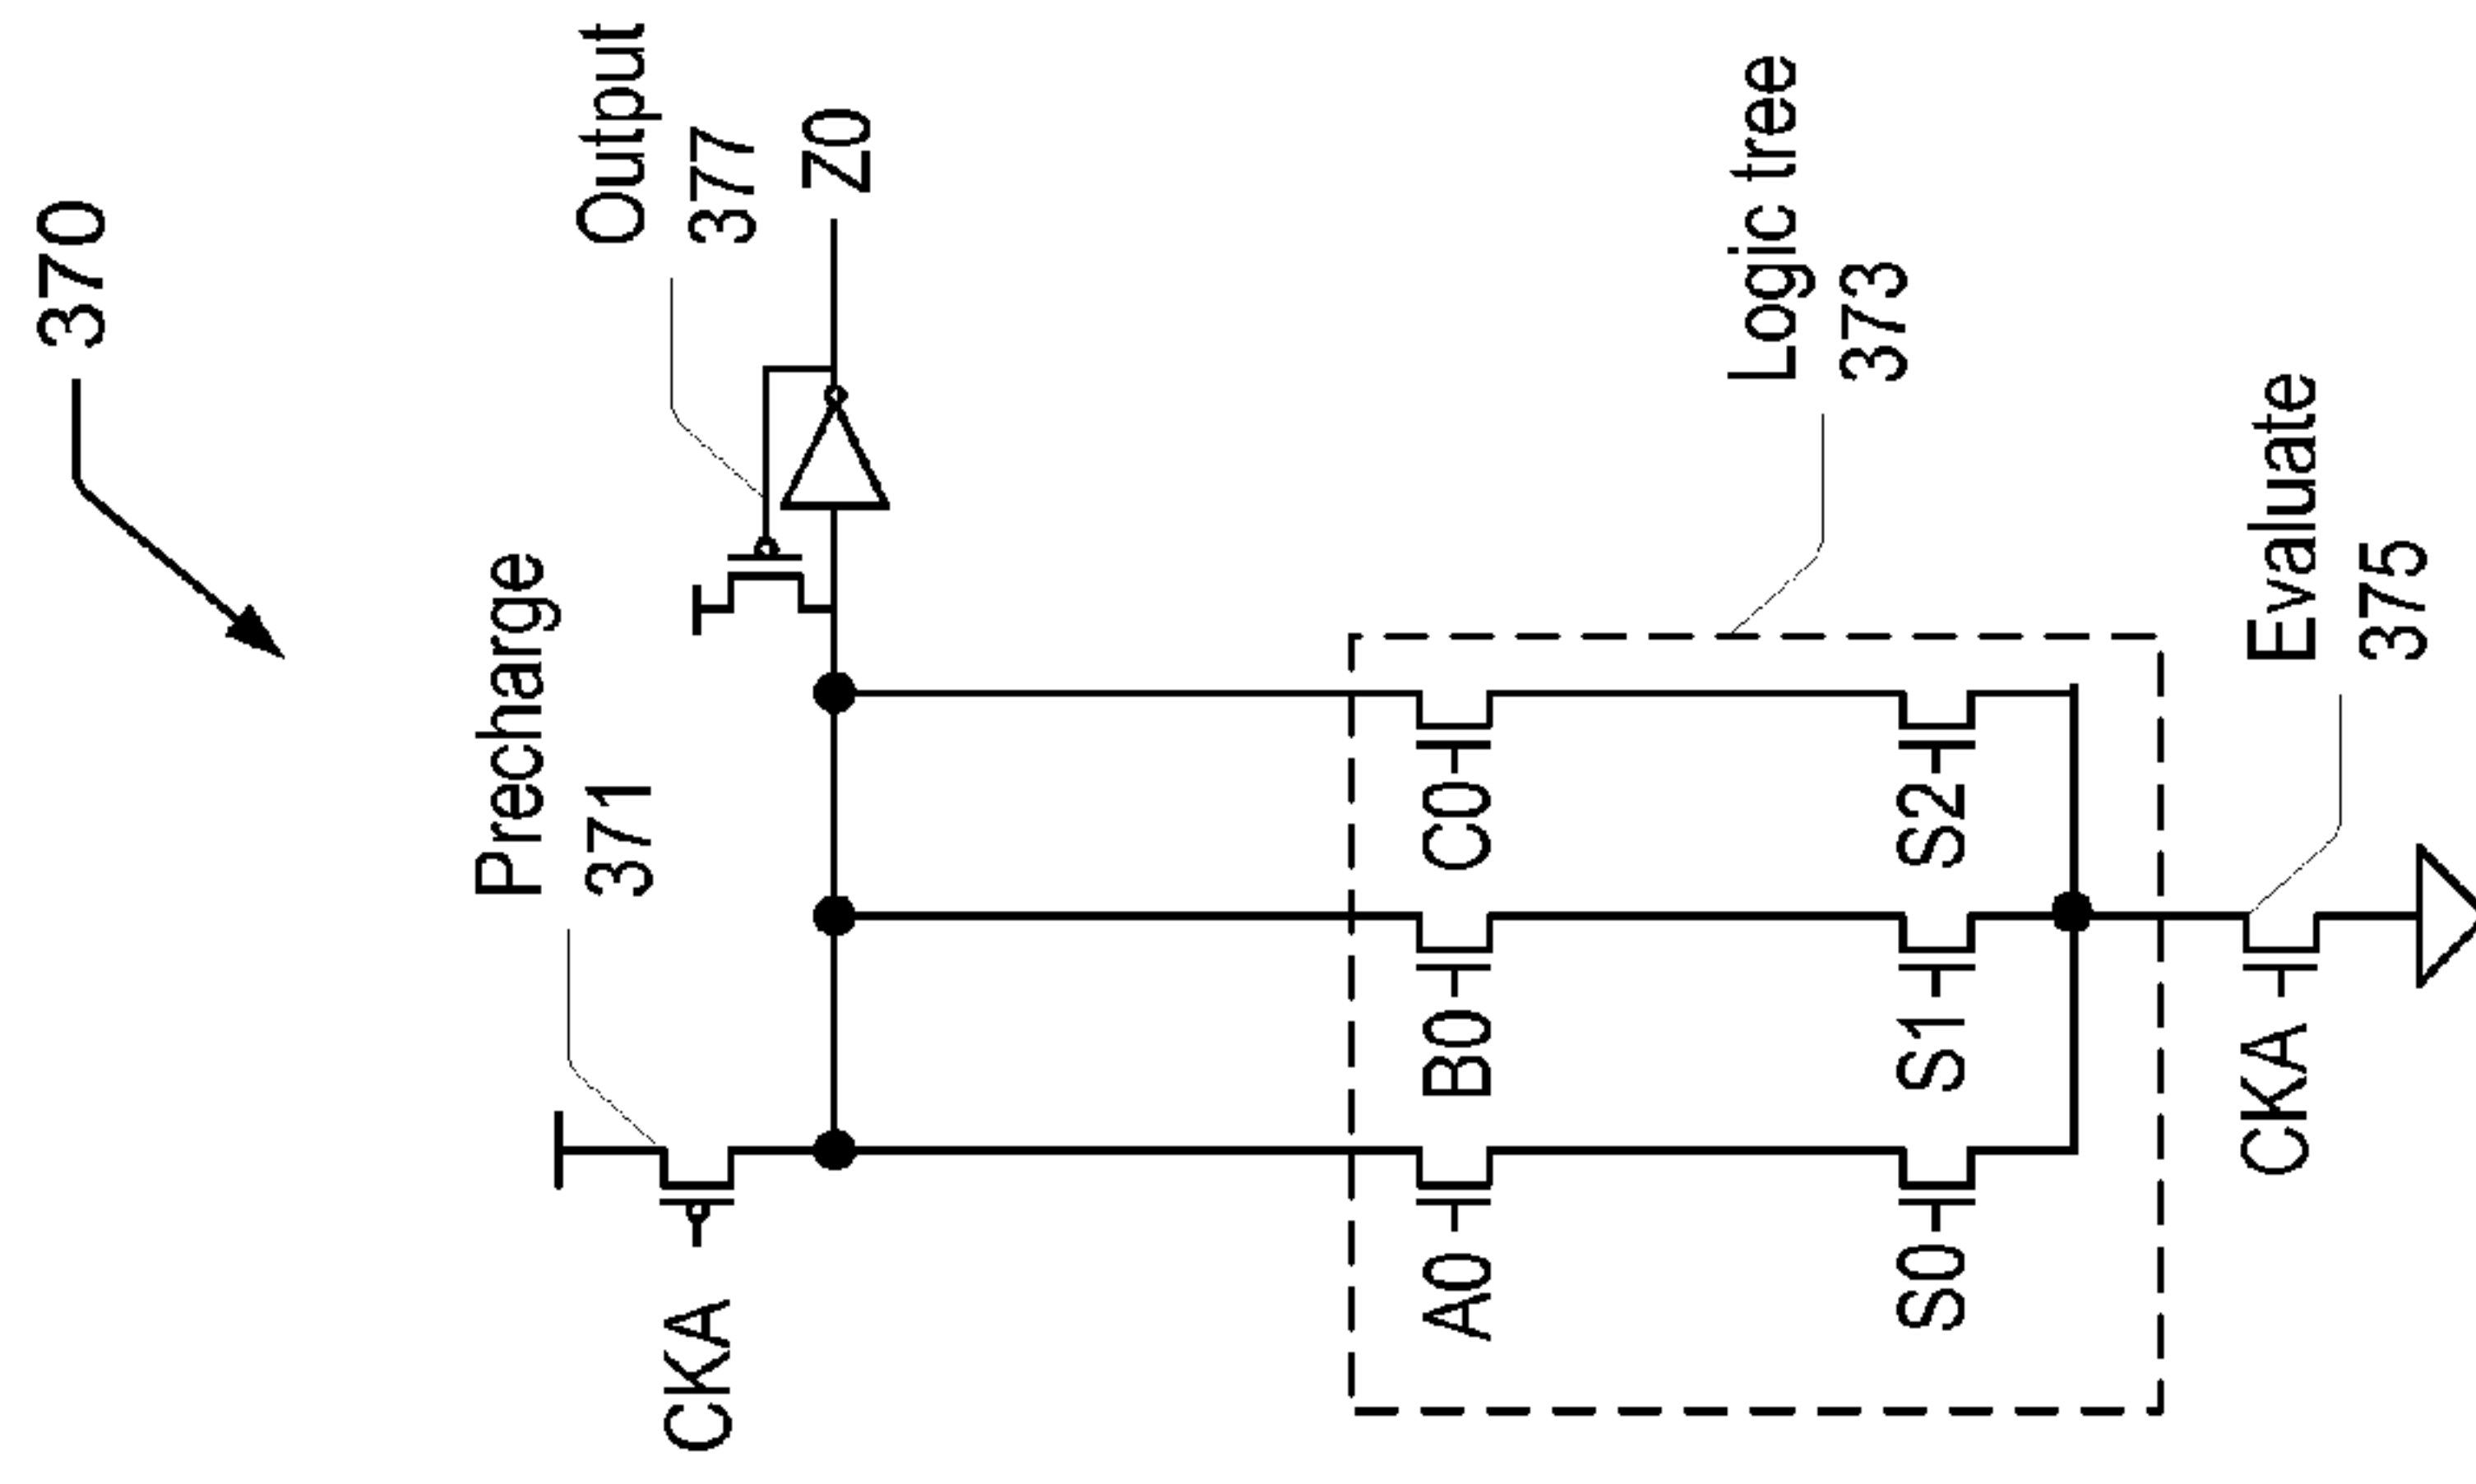 370
Precharge
371
Output
377
CKA
Z0
A0
B0
C0
Logic tree
373
S0
S1
S2
CKA
Evaluate
375